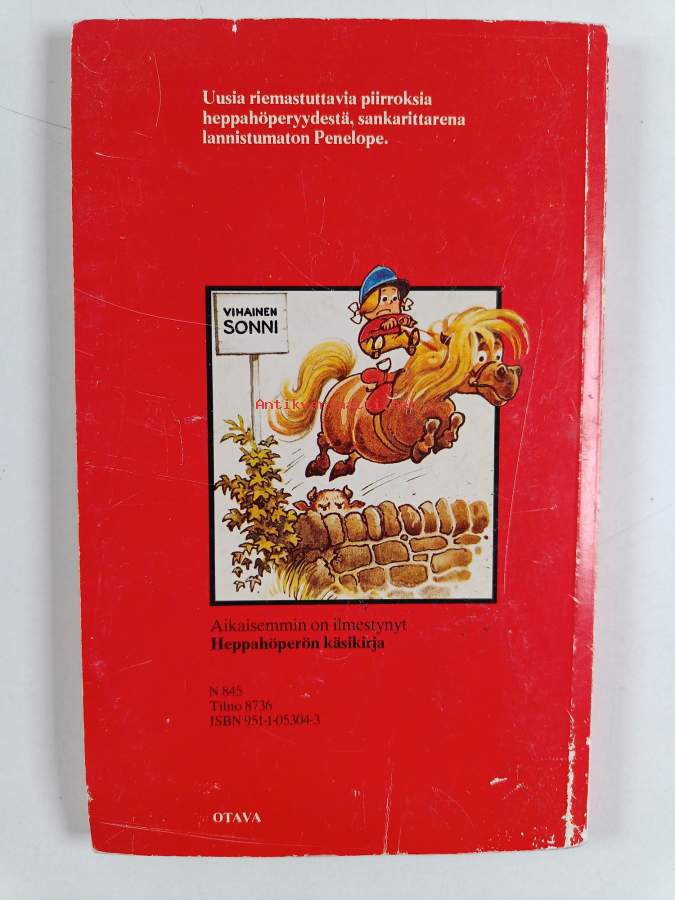 Uusia riemastuttavia piirroksia
heppahöperyydestä, sankarittarena
lannistumaton Penelope.
VIHAINEN
SONNI
Aikaisemmin on ilmestynyt
Heppahöperön käsikirja
N 845
Tilno 8736
ISBN 951-1-05304-3
OTAVA